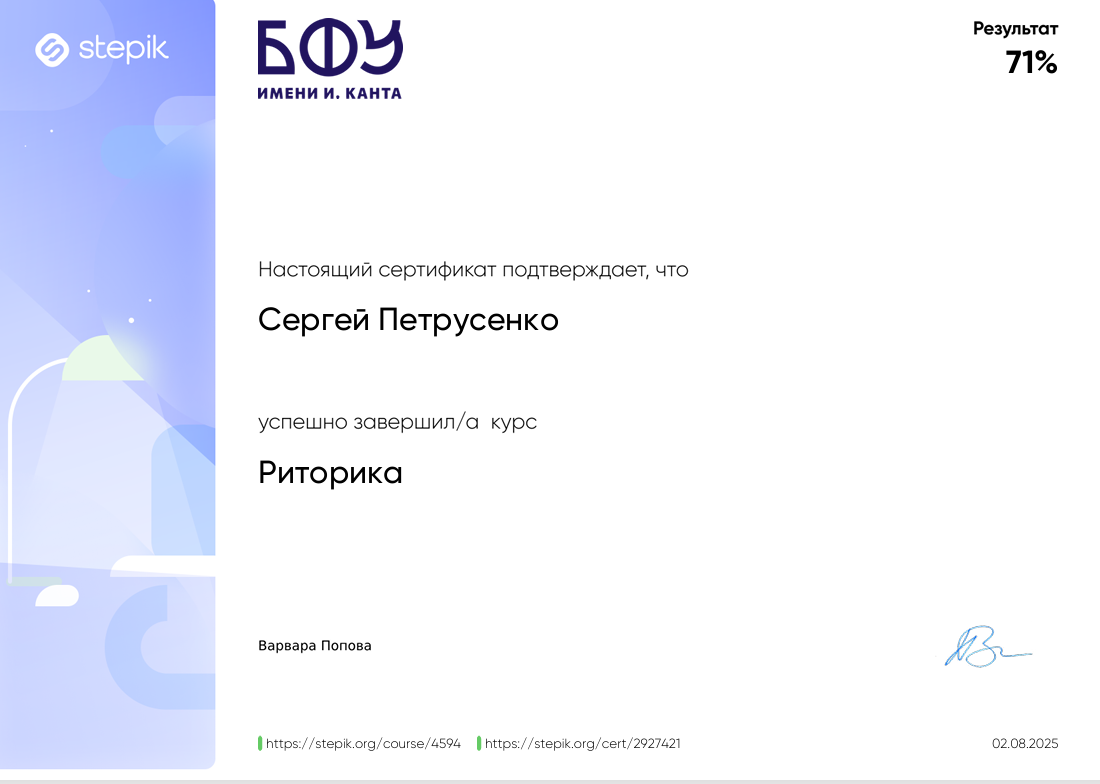 stepik
БФУ
ИМЕНИ И. КАНТА
Результат
71%
Настоящий сертификат подтверждает, что
Сергей Петрусенко
успешно завершил/а  курс
Риторика
Варвара Попова
https://stepik.org/course/4594
https://stepik.org/cert/2927421
02.08.2025